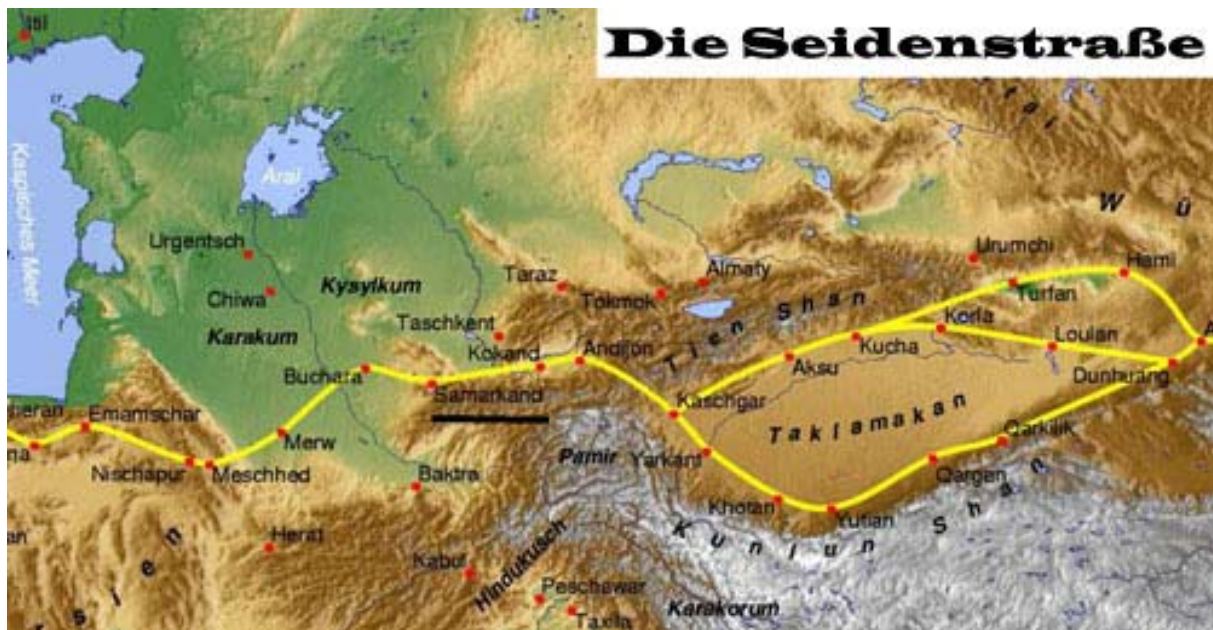 Die Seidenstraße
Itil
Kaspisches Meer
Aral
Urgentsch
Chiwa
Kysylkum
Karakum
Taraz
Tokmok
Almaty
Urumchi
Hami
Turfan
Taschkent
Kokand
Andijon
Tien Shan
Korla
Loulan
Kucha
Aksu
Dunhuang
Buchara
Samarkand
Kaschgar
Emamschar
Merw
Nischapur
Meschhed
Baktra
Pamir
Yarkant
Taklamakan
Qarkilik
Qargen
Khotan
Yutian
Kunlun Shan
Herat
Kabul
Hindukusch
Peschawar
Taxila
Karakorum